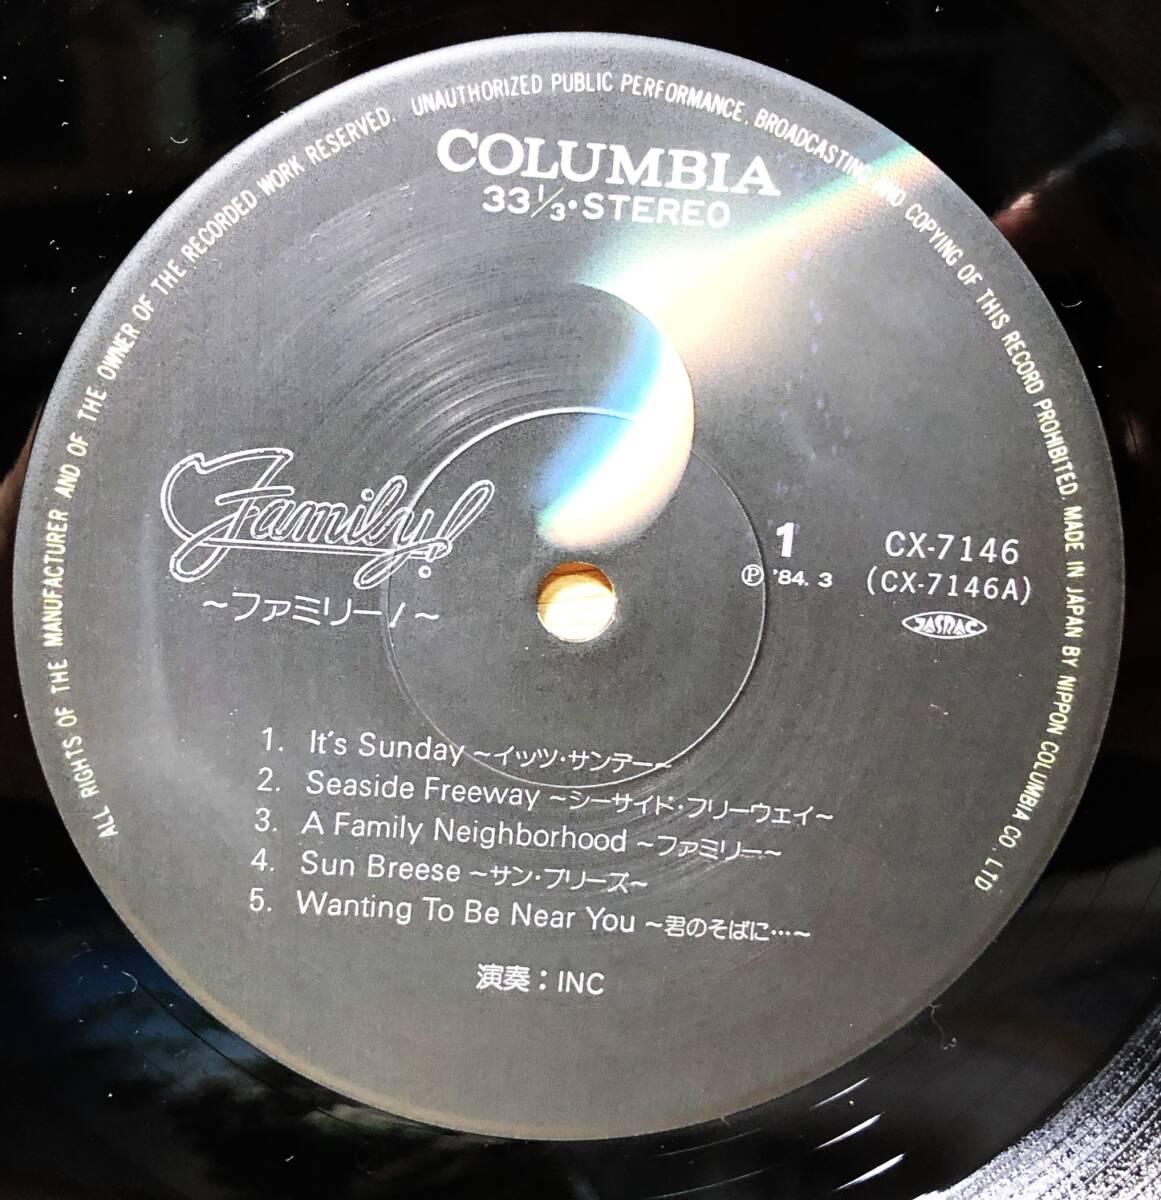 ALL RIGHTS OF THE MANUFACTURER AND OF THE OWNER OF THE RECORDED WORK RESERVED. UNAUTHORIZED PUBLIC PERFORMANCE, BROADCASTING AND COPYING OF THIS RECORD PROHIBITED. MADE IN JAPAN BY NIPPON COLUMBIA CO., LTD
COLUMBIA
33 1/3・STEREO
Family!
~ファミリー!~
1
Ⓟ '84. 3
CX-7146
(CX-7146A)
JASRAC
1. It's Sunday ~イッツ・サンデー~
2. Seaside Freeway ~シーサイド・フリーウェイ~
3. A Family Neighborhood ~ファミリー~
4. Sun Breese ~サン・ブリーズ~
5. Wanting To Be Near You ~君のそばに…~
演奏：INC